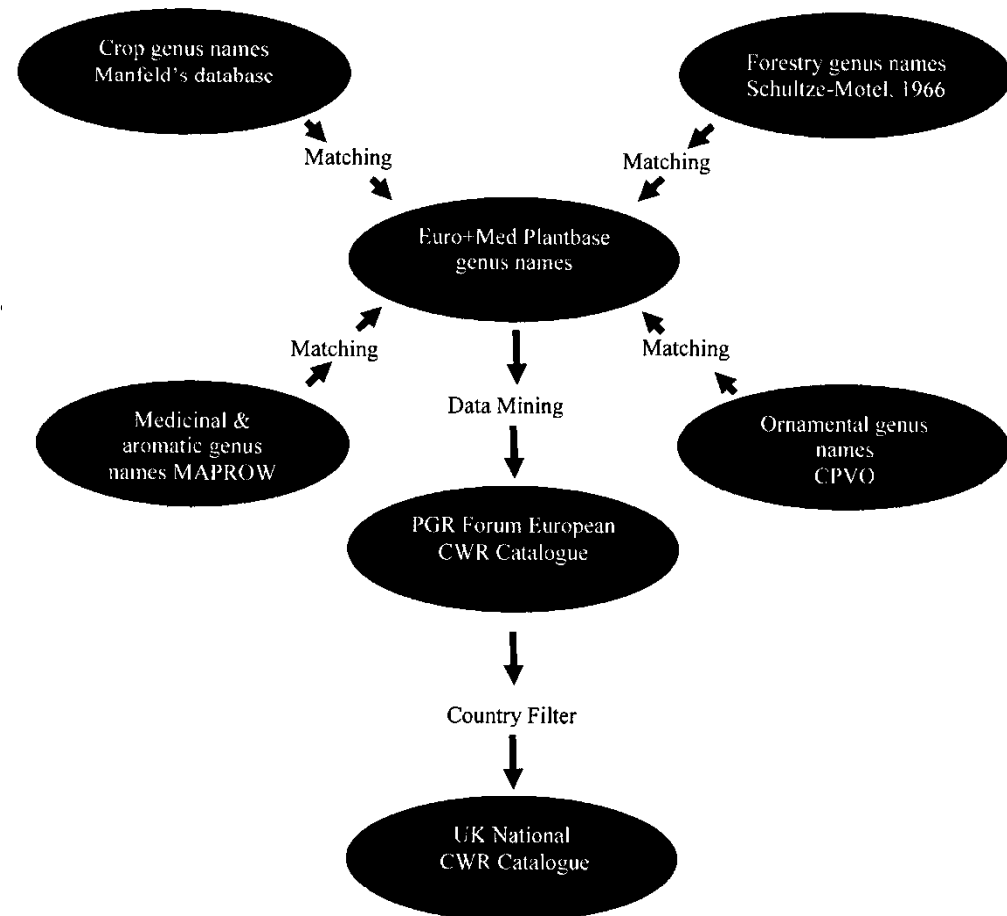 Crop genus names
Manfeld's database
Forestry genus names
Schultze-Motel, 1966
Matching
Matching
Euro+Med Plantbase
genus names
Matching
Matching
Medicinal &
aromatic genus
names MAPROW
Data Mining
Ornamental genus
names
CPVO
PGR Forum European
CWR Catalogue
Country Filter
UK National
CWR Catalogue